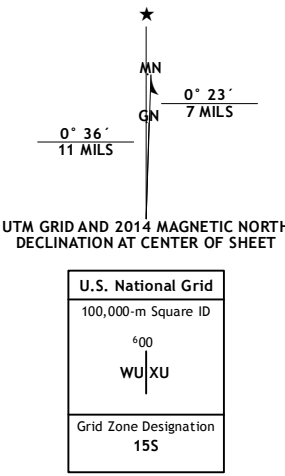 ★
MN
0° 23´
7 MILS
GN
0° 36´
11 MILS
UTM GRID AND 2014 MAGNETIC NORTH
DECLINATION AT CENTER OF SHEET
U.S. National Grid
100,000-m Square ID
⁶00
WU XU
Grid Zone Designation
15S